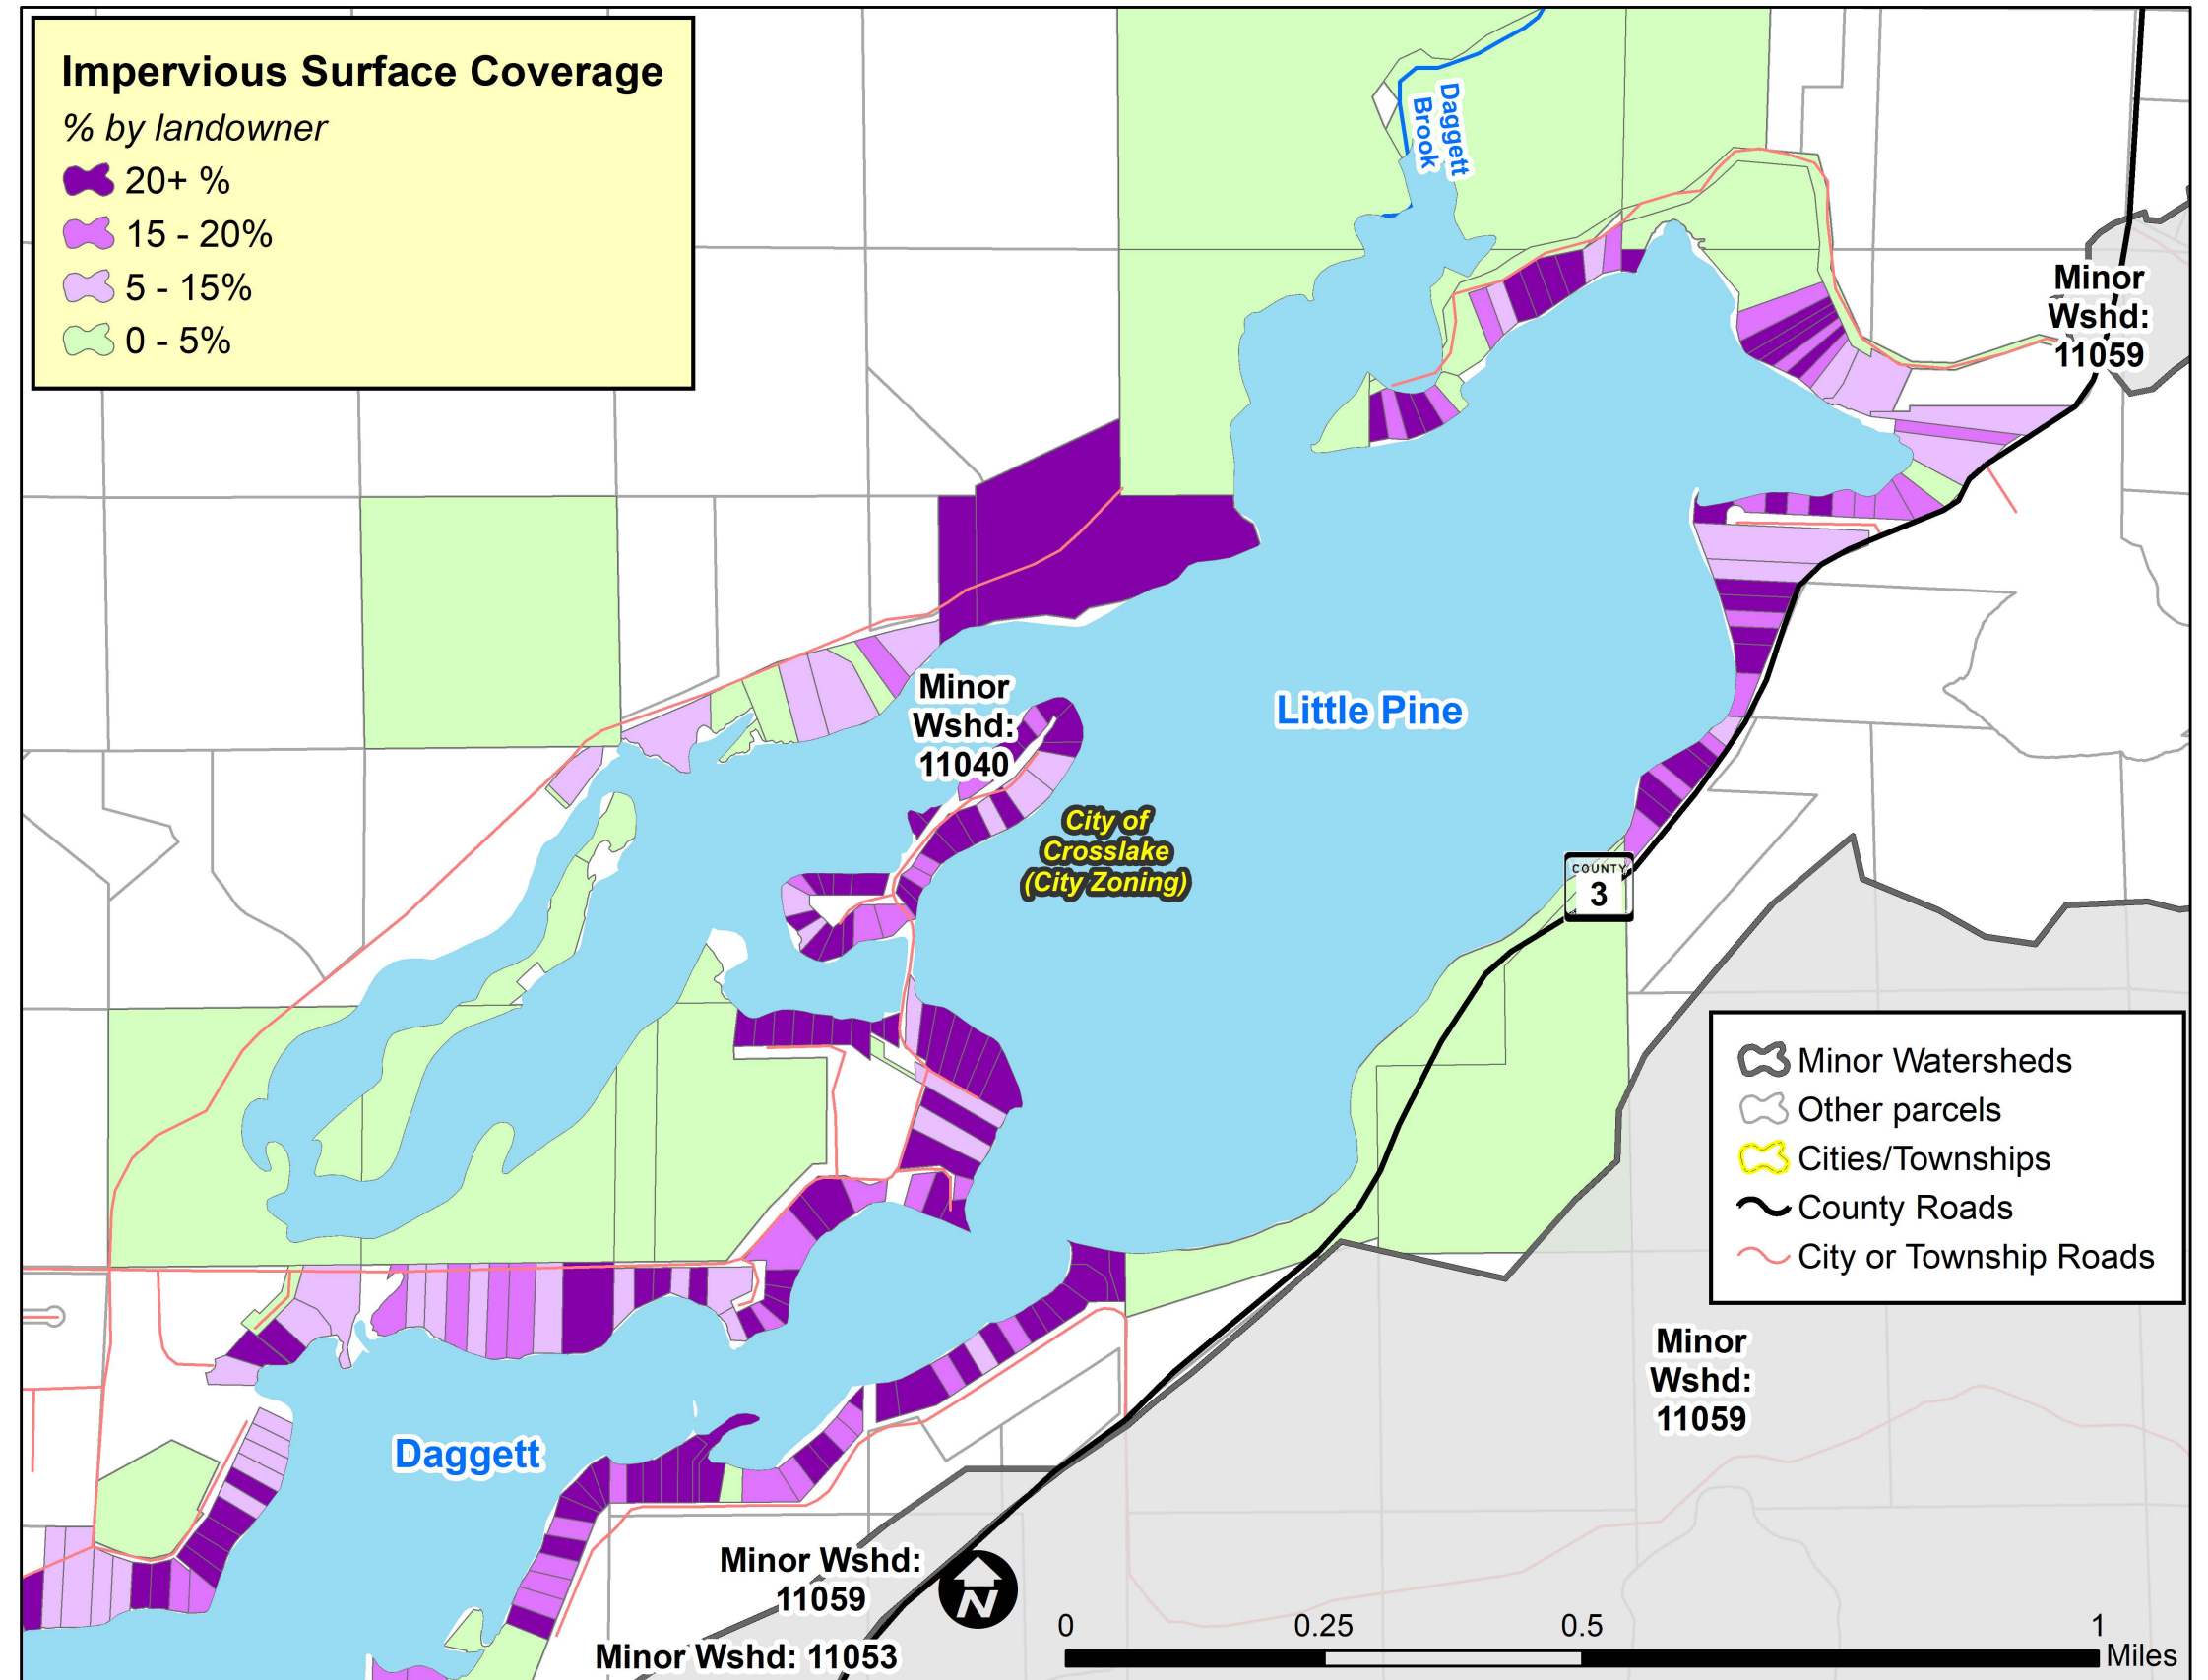 Impervious Surface Coverage
% by landowner
20+ %
15 - 20%
5 - 15%
0 - 5%
Daggett
Brook
Minor
Wshd:
11059
Minor
Wshd:
11040
Little Pine
City of
Crosslake
(City Zoning)
COUNTY
3
Minor Watersheds
Other parcels
Cities/Townships
County Roads
City or Township Roads
Minor
Wshd:
11059
Daggett
Minor Wshd:
11059
N
Minor Wshd: 11053
0 0.25 0.5 1
Miles